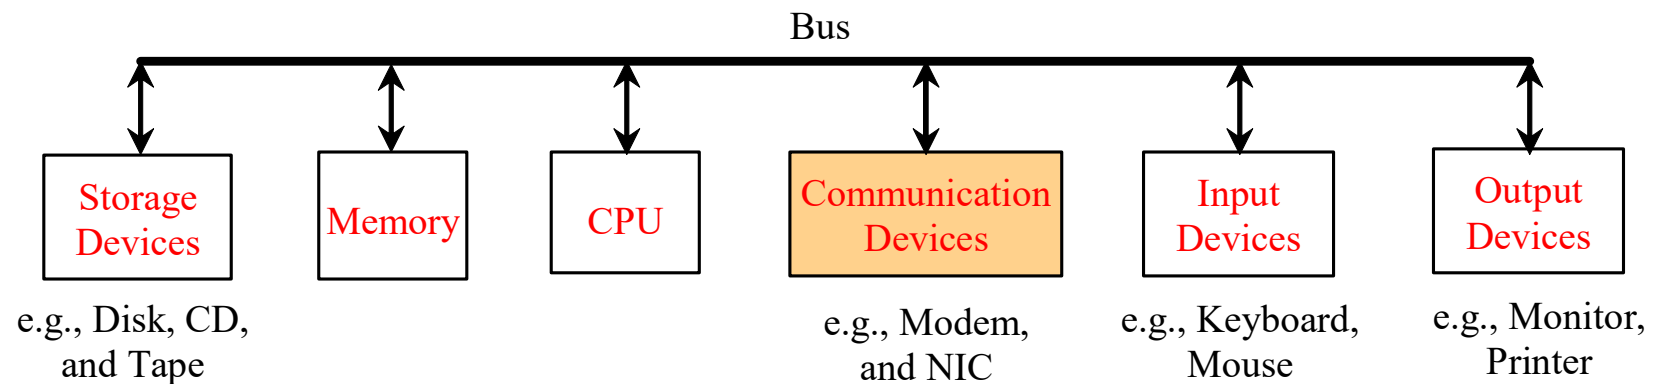 Bus
Storage
Devices
Memory
CPU
Communication
Devices
Input
Devices
Output
Devices
e.g., Disk, CD,
and Tape
e.g., Modem,
and NIC
e.g., Keyboard,
Mouse
e.g., Monitor,
Printer